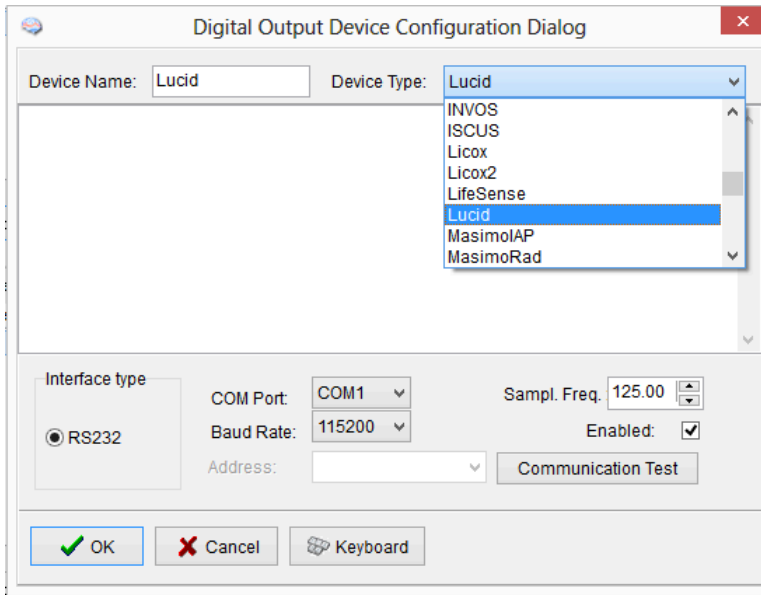 Digital Output Device Configuration Dialog
Device Name: Lucid Device Type: Lucid
INVOS
ISCUS
Licox
Licox2
LifeSense
Lucid
MasimoIAP
MasimoRad
Interface type
RS232
COM Port: COM1
Baud Rate: 115200
Address:
Sampl. Freq. 125.00
Enabled:
Communication Test
OK Cancel Keyboard